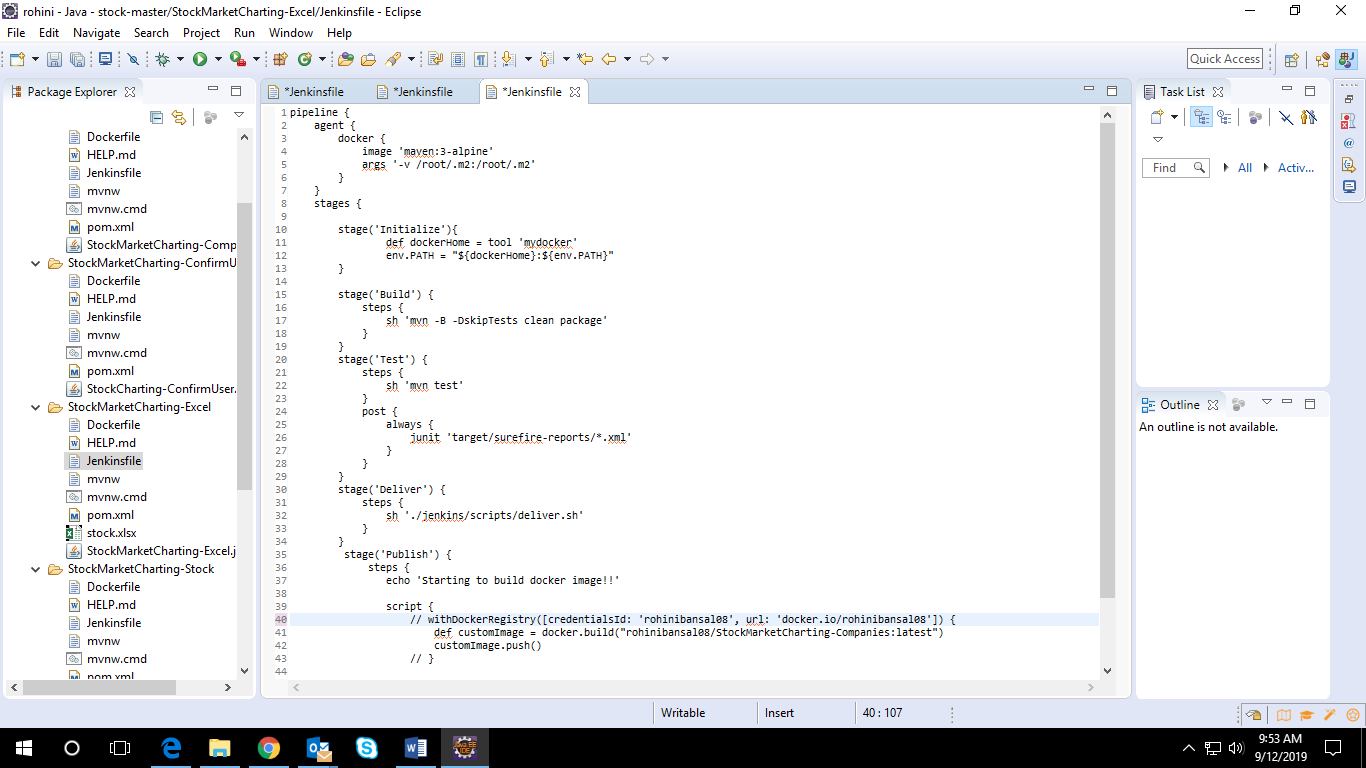 rohini - Java - stock-master/StockMarketCharting-Excel/Jenkinsfile - Eclipse
File Edit Navigate Search Project Run Window Help
Quick Access
Package Explorer
Dockerfile
HELP.md
Jenkinsfile
mvnw
mvnw.cmd
pom.xml
StockMarketCharting-Comp
StockMarketCharting-ConfirmU
Dockerfile
HELP.md
Jenkinsfile
mvnw
mvnw.cmd
pom.xml
StockCharting-ConfirmUser.
StockMarketCharting-Excel
Dockerfile
HELP.md
Jenkinsfile
mvnw
mvnw.cmd
pom.xml
stock.xlsx
StockMarketCharting-Excel.j
StockMarketCharting-Stock
Dockerfile
HELP.md
Jenkinsfile
mvnw
mvnw.cmd
pom.xml
*Jenkinsfile *Jenkinsfile *Jenkinsfile
1 pipeline {
2 agent {
3 docker {
4 image 'maven:3-alpine'
5 args '-v /root/.m2:/root/.m2'
6 }
7 }
8 stages {
9
10 stage('Initialize'){
11 def dockerHome = tool 'mydocker'
12 env.PATH = "${dockerHome}:${env.PATH}"
13 }
14
15 stage('Build') {
16 steps {
17 sh 'mvn -B -DskipTests clean package'
18 }
19 }
20 stage('Test') {
21 steps {
22 sh 'mvn test'
23 }
24 post {
25 always {
26 junit 'target/surefire-reports/*.xml'
27 }
28 }
29 }
30 stage('Deliver') {
31 steps {
32 sh './jenkins/scripts/deliver.sh'
33 }
34 }
35 stage('Publish') {
36 steps {
37 echo 'Starting to build docker image!!'
38
39 script {
40 // withDockerRegistry([credentialsId: 'rohinibansal08', url: 'docker.io/rohinibansal08']) {
41 def customImage = docker.build("rohinibansal08/StockMarketCharting-Companies:latest")
42 customImage.push()
43 // }
44
Task List
Find All Activ...
Outline
An outline is not available.
Writable Insert 40 : 107
9:53 AM
9/12/2019